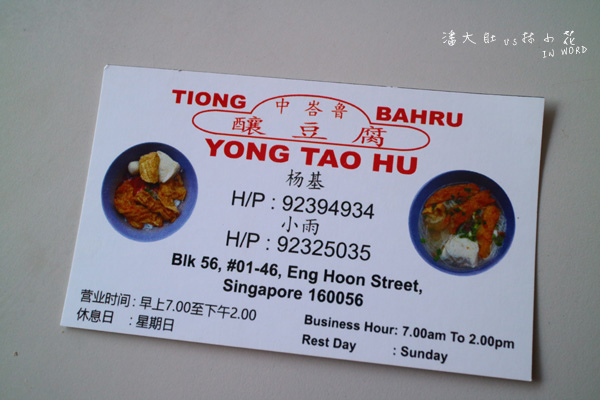 潘大肚 vs 林小花
IN WORD
TIONG 中峇鲁 BAHRU
釀豆腐
YONG TAO HU
杨基
H/P : 92394934
小雨
H/P : 92325035
Blk 56, #01-46, Eng Hoon Street,
Singapore 160056
营业时间 : 早上7.00至下午2.00
休息日 : 星期日
Business Hour: 7.00am To 2.00pm
Rest Day : Sunday